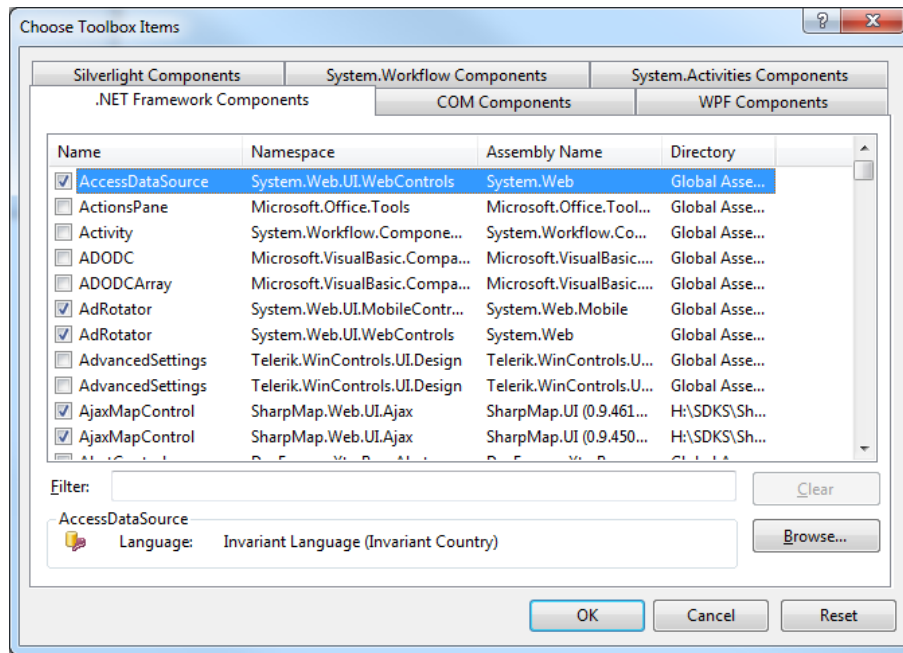 Choose Toolbox Items
Silverlight Components System.Workflow Components System.Activities Components
.NET Framework Components COM Components WPF Components
Name Namespace Assembly Name Directory
AccessDataSource System.Web.UI.WebControls System.Web Global Asse...
ActionsPane Microsoft.Office.Tools Microsoft.Office.Tool... Global Asse...
Activity System.Workflow.Compone... System.Workflow.Co... Global Asse...
ADODC Microsoft.VisualBasic.Compa... Microsoft.VisualBasic.... Global Asse...
ADODCArray Microsoft.VisualBasic.Compa... Microsoft.VisualBasic.... Global Asse...
AdRotator System.Web.UI.MobileContr... System.Web.Mobile Global Asse...
AdRotator System.Web.UI.WebControls System.Web Global Asse...
AdvancedSettings Telerik.WinControls.UI.Design Telerik.WinControls.U... Global Asse...
AdvancedSettings Telerik.WinControls.UI.Design Telerik.WinControls.U... Global Asse...
AjaxMapControl SharpMap.Web.UI.Ajax SharpMap.UI (0.9.461... H:\SDKS\Sh...
AjaxMapControl SharpMap.Web.UI.Ajax SharpMap.UI (0.9.450... H:\SDKS\Sh...
Filter: Clear
AccessDataSource
Language: Invariant Language (Invariant Country) Browse...
OK Cancel Reset